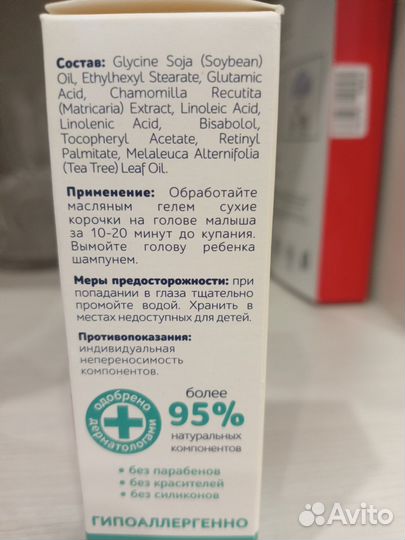 Состав: Glycine Soja (Soybean)
Oil, Ethylhexyl Stearate, Glutamic
Acid, Chamomilla Recutita
(Matricaria) Extract, Linoleic Acid,
Linolenic Acid, Bisabolol,
Tocopheryl Acetate, Retinyl
Palmitate, Melaleuca Alternifolia
(Tea Tree) Leaf Oil.
Применение: Обработайте
масляным гелем сухие
корочки на голове малыша
за 10-20 минут до купания.
Вымойте голову ребенка
шампунем.
Меры предосторожности: при
попадании в глаза тщательно
промойте водой. Хранить в
местах недоступных для детей.
Противопоказания:
индивидуальная
непереносимость
компонентов.
одобрено
дерматологами
более
95%
натуральных
компонентов
• без парабенов
• без красителей
• без силиконов
ГИПОАЛЛЕРГЕННО
Avito